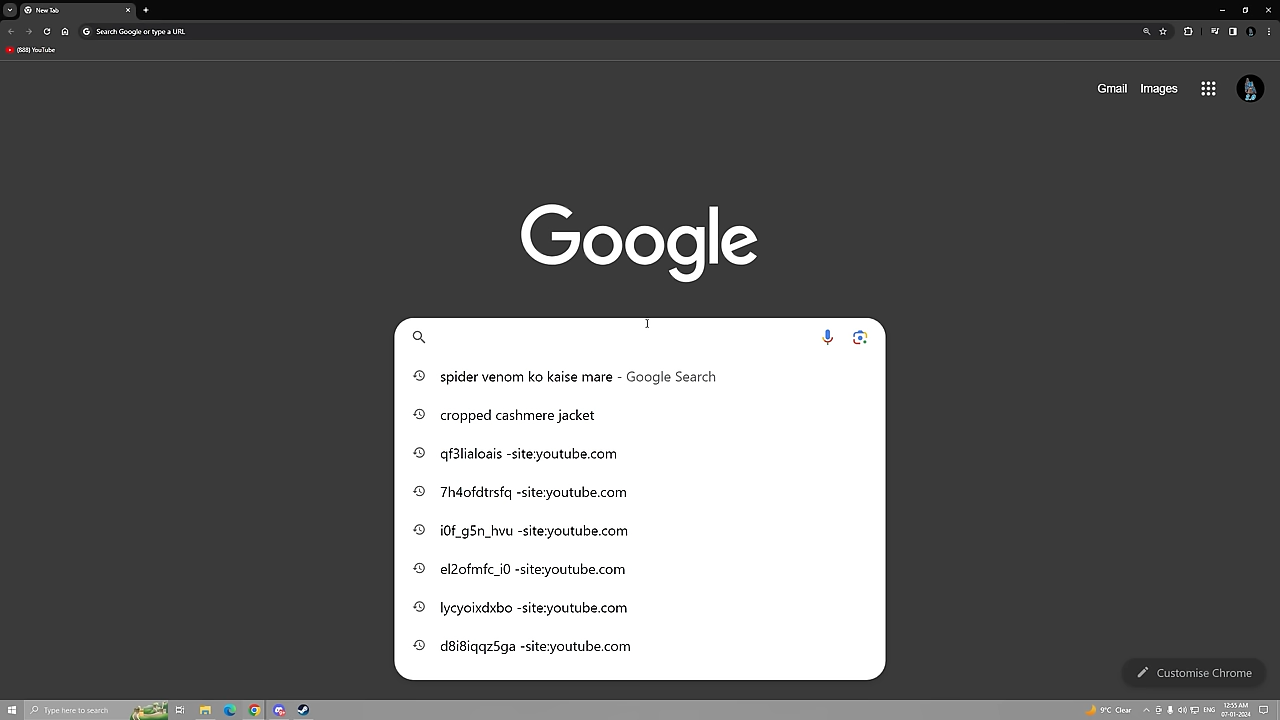 New Tab
Search Google or type a URL
(888) YouTube
Gmail Images
Google
spider venom ko kaise mare - Google Search
cropped cashmere jacket
qf3lialoais -site:youtube.com
7h4ofdtrsfq -site:youtube.com
i0f_g5n_hvu -site:youtube.com
el2ofmfc_i0 -site:youtube.com
lycyoixdxbo -site:youtube.com
d8i8iqqz5ga -site:youtube.com
Customise Chrome
Type here to search
9°C Clear
ENG
12:55 AM
07-01-2024